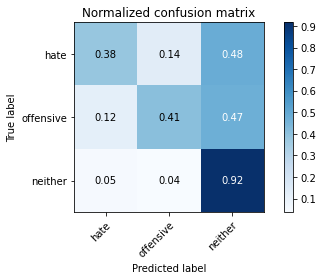 Normalized confusion matrix
True label
hate 0.38 0.14 0.48
offensive 0.12 0.41 0.47
neither 0.05 0.04 0.92
hate offensive neither
Predicted label
0.9
0.8
0.7
0.6
0.5
0.4
0.3
0.2
0.1